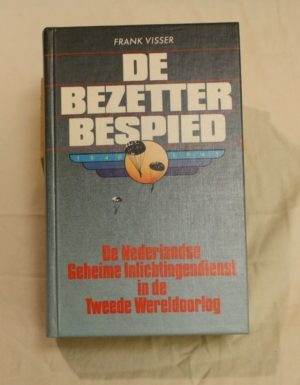 FRANK VISSER
DE
BEZETTER
BESPIED
De Nederlandse
Geheime Inlichtingendienst
in de
Tweede Wereldoorlog